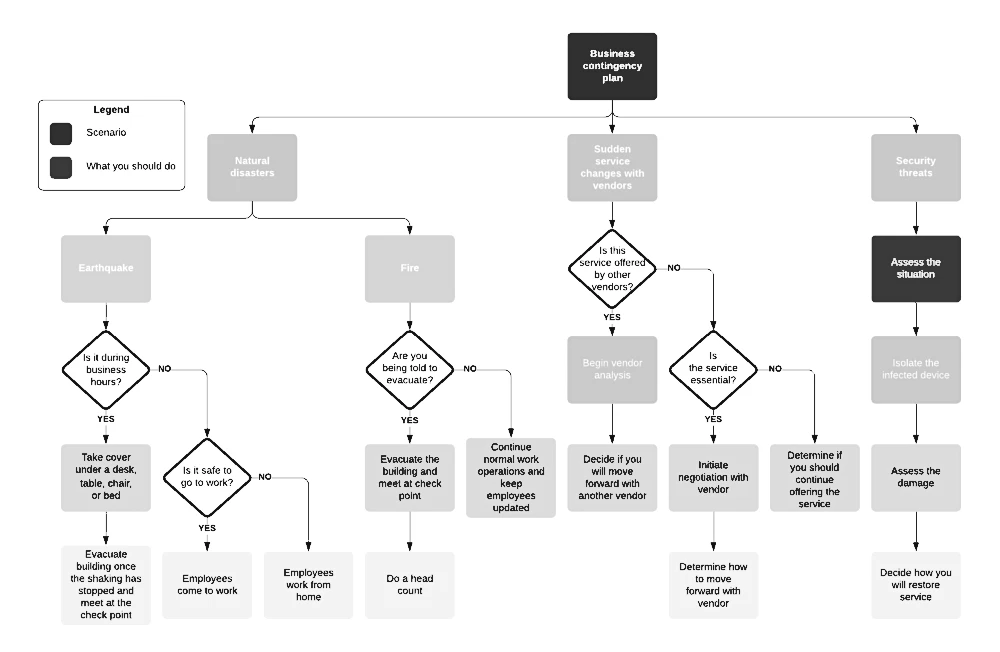 Business
contingency
plan
Legend
Scenario
What you should do
Natural
disasters
Sudden
service
changes with
vendors
Security
threats
Earthquake
Fire
Is this
service offered
by other
vendors?
NO
YES
Assess the
situation
Is it during
business
hours?
NO
YES
Are you
being told to
evacuate?
NO
YES
Begin vendor
analysis
Is
the service
essential?
NO
YES
Isolate the
infected device
Take cover
under a desk,
table, chair,
or bed
Is it safe to
go to work?
NO
YES
Evacuate the
building and
meet at check
point
Continue
normal work
operations and
keep
employees
updated
Decide if you
will move
forward with
another vendor
Initiate
negotiation with
vendor
Determine if
you should
continue
offering the
service
Assess the
damage
Evacuate
building once
the shaking has
stopped and
meet at the
check point
Employees
come to work
Employees
work from
home
Do a head
count
Determine how
to move
forward with
vendor
Decide how you
will restore
service